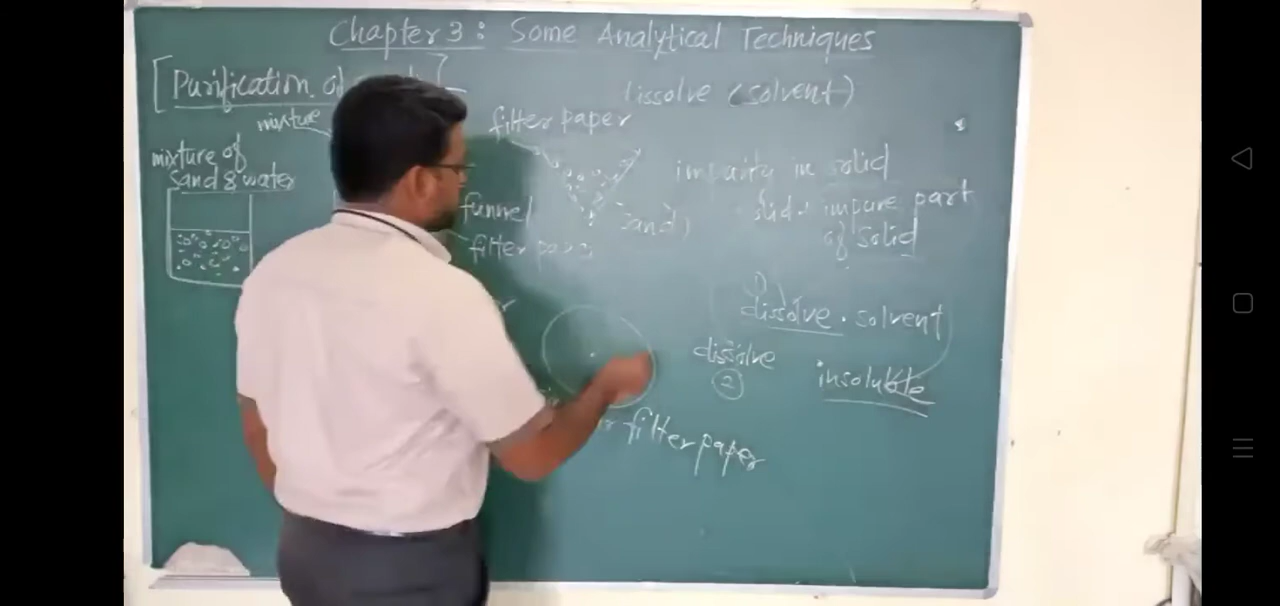 Chapter 3: Some Analytical Techniques
[Purification of
dissolve (solvent)
mixture
filter paper
mixture of
sand & water
impurity in solid
impure part
of solid
funnel
sand)
filter paper
1)
dissolve. solvent
dissolve
2
insoluble
filter paper